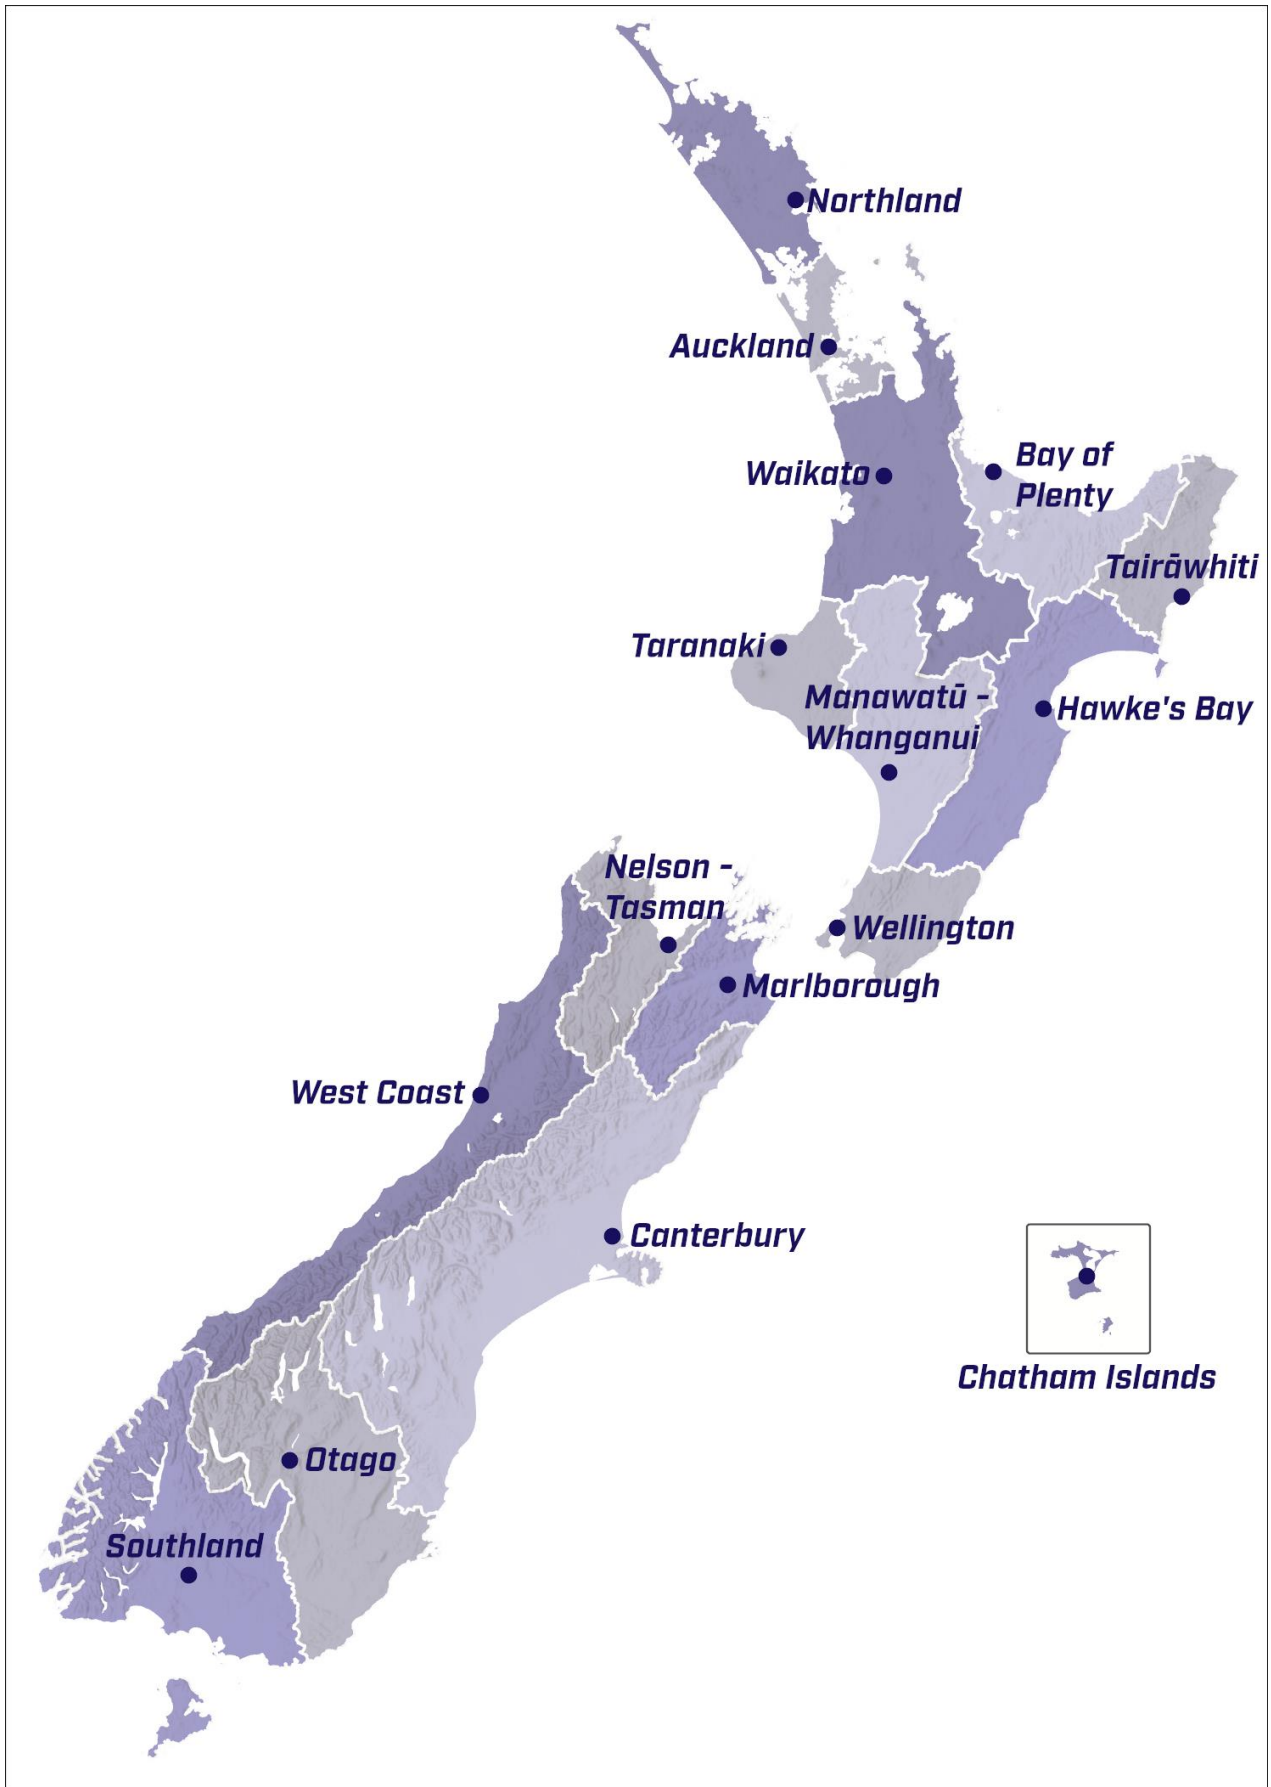 Northland
Auckland
Bay of
Plenty
Waikato
Tairāwhiti
Taranaki
Manawatū -
Whanganui
Hawke's Bay
Nelson -
Tasman
Wellington
Marlborough
West Coast
Canterbury
Chatham Islands
Otago
Southland